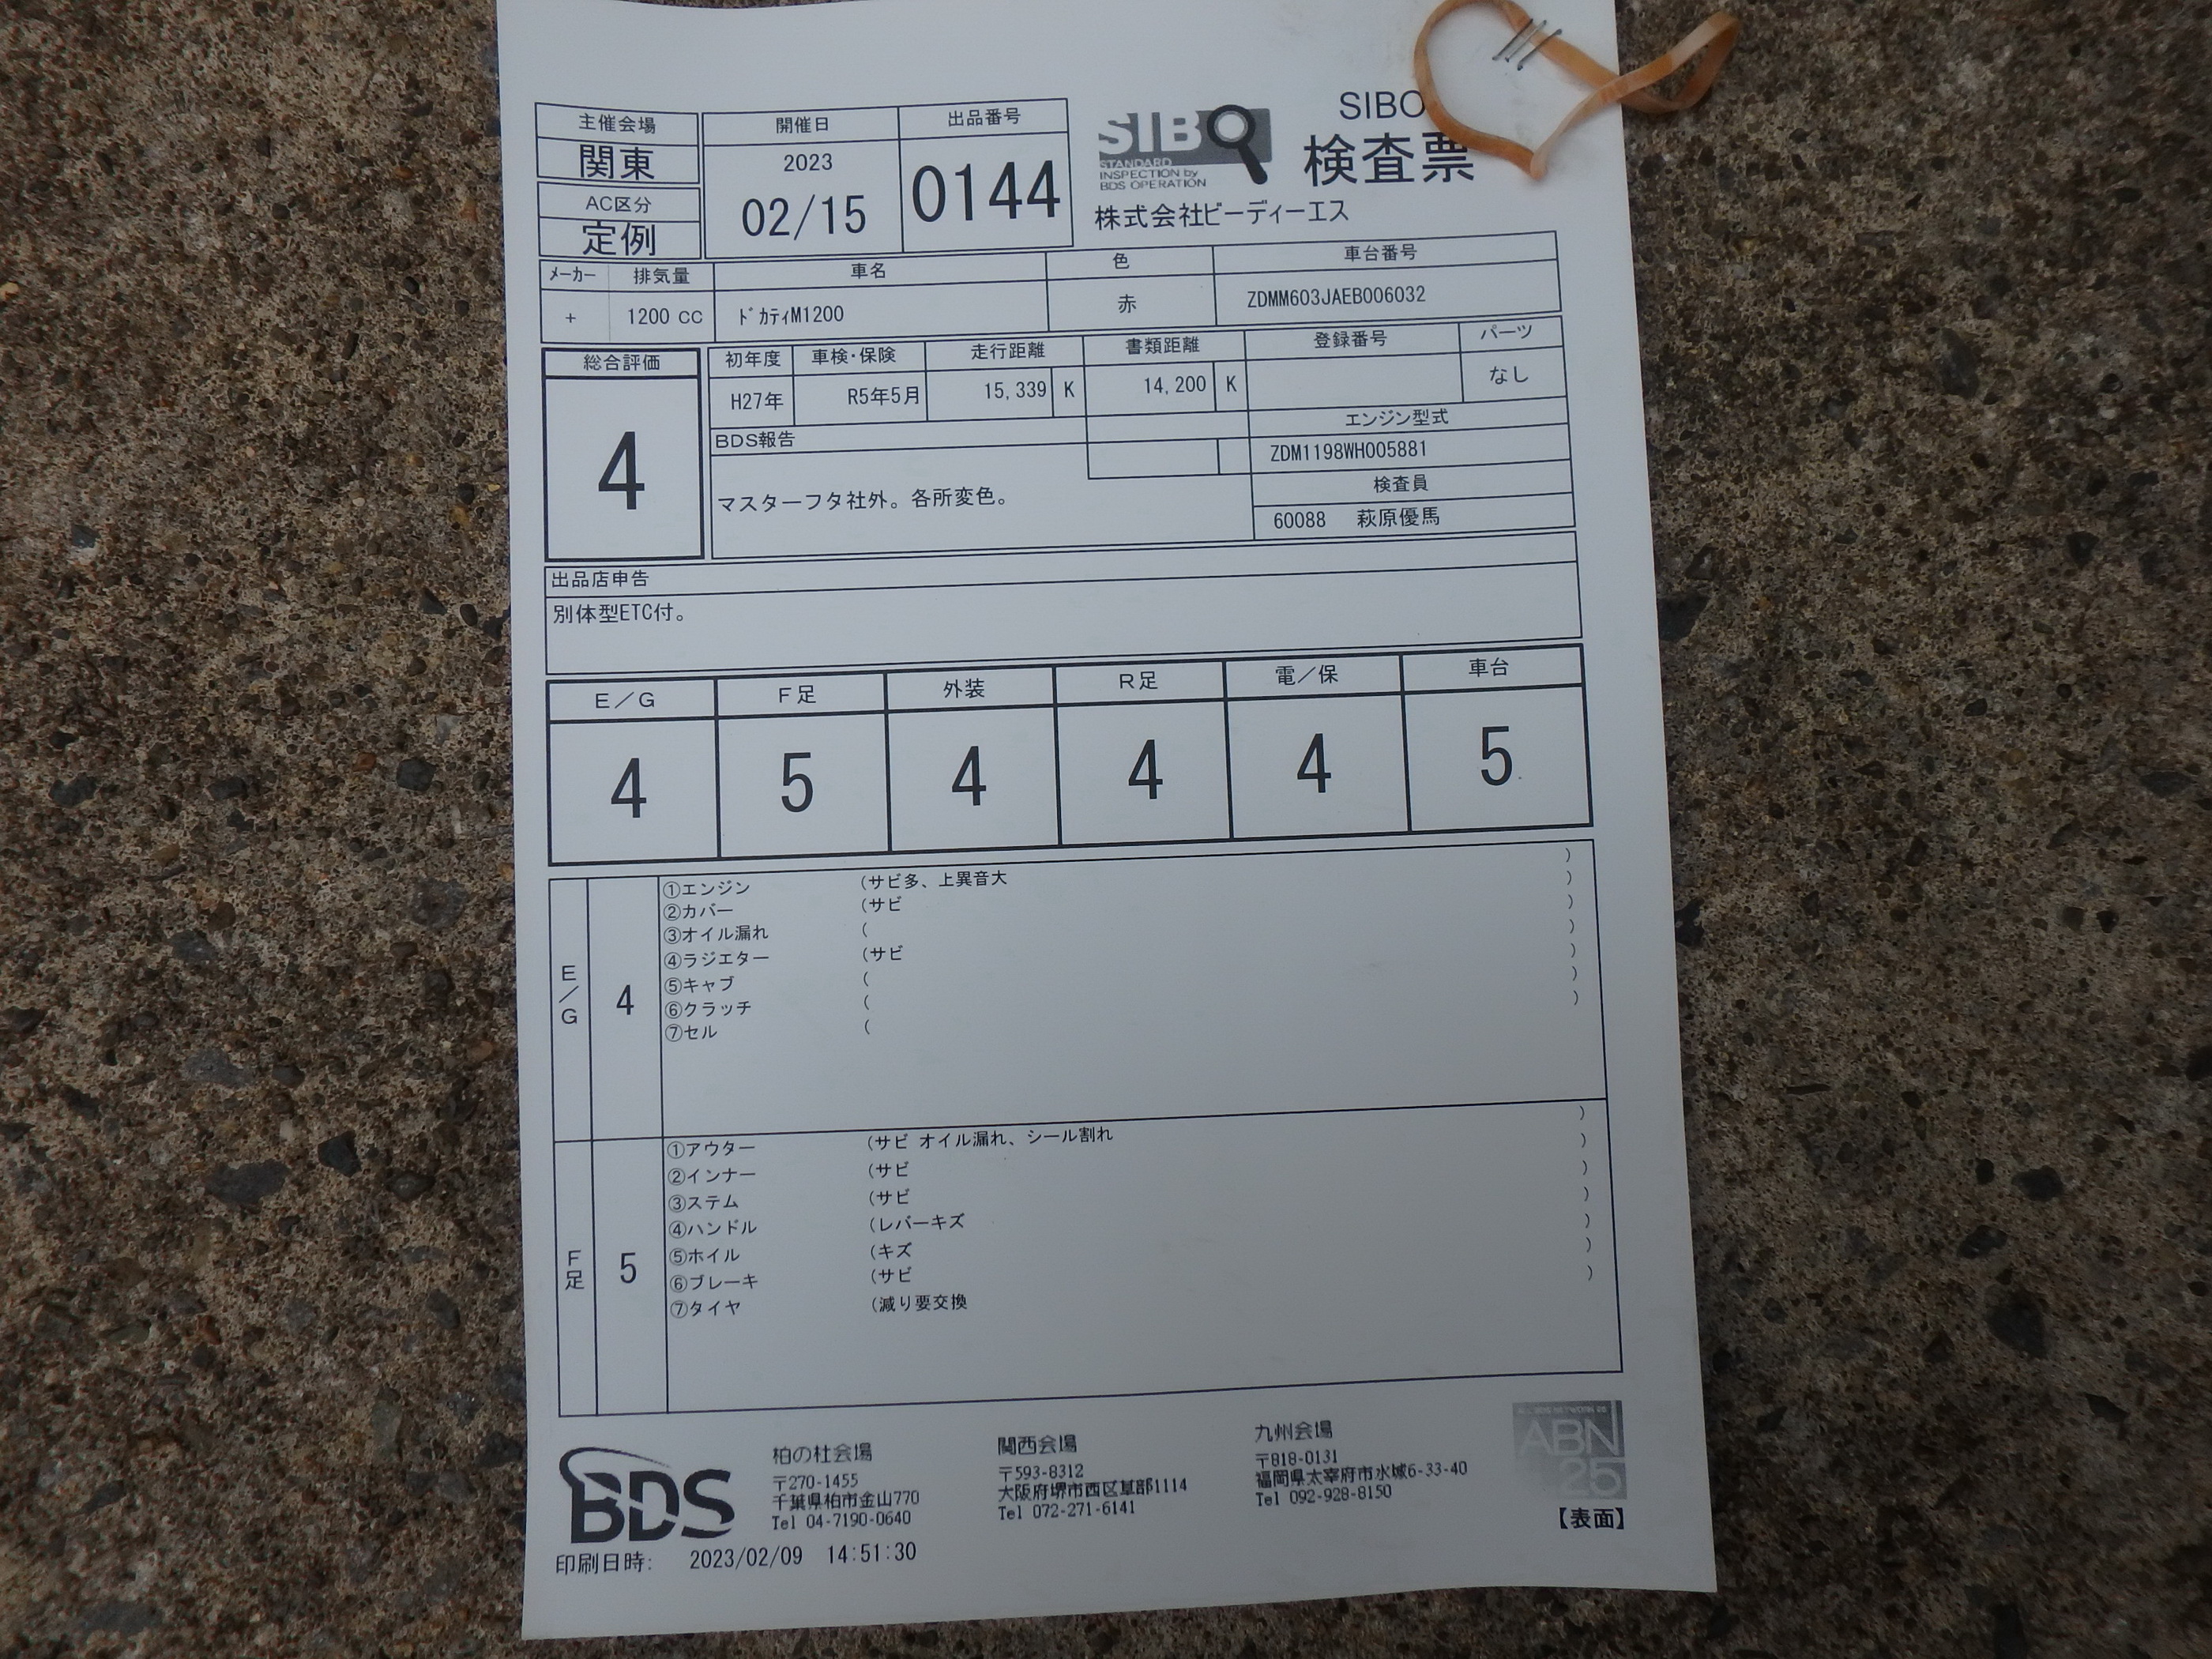 主催会場
関東
AC区分
定例
開催日
2023
02/15
出品番号
0144
SIB
STANDARD
INSPECTION by
BDS OPERATION
SIBO
検査票
株式会社ビーディーエス
メーカー 排気量 車名 色 車台番号
+ 1200 CC ドカティM1200 赤 ZDMM603JAEB006032
総合評価
4
初年度 車検・保険 走行距離 書類距離 登録番号 パーツ
H27年 R5年5月 15,339 K 14,200 K なし
BDS報告
マスターフタ社外。各所変色。
エンジン型式
ZDM1198WH005881
検査員
60088 萩原優馬
出品店申告
別体型ETC付。
E/G F足 外装 R足 電/保 車台
4 5 4 4 4 5
E/G
4
①エンジン (サビ多、上異音大 )
②カバー (サビ )
③オイル漏れ ( )
④ラジエター (サビ )
⑤キャブ ( )
⑥クラッチ ( )
⑦セル ( )
F足
5
①アウター (サビ オイル漏れ、シール割れ )
②インナー (サビ )
③ステム (サビ )
④ハンドル (レバーキズ )
⑤ホイル (キズ )
⑥ブレーキ (サビ )
⑦タイヤ (減り要交換 )
BDS
柏の杜会場
〒270-1455
千葉県柏市金山770
Tel 04-7190-0640
関西会場
〒593-8312
大阪府堺市西区草部1114
Tel 072-271-6141
九州会場
〒818-0131
福岡県太宰府市水城6-33-40
Tel 092-928-8150
ABN
25
【表面】
印刷日時: 2023/02/09 14:51:30